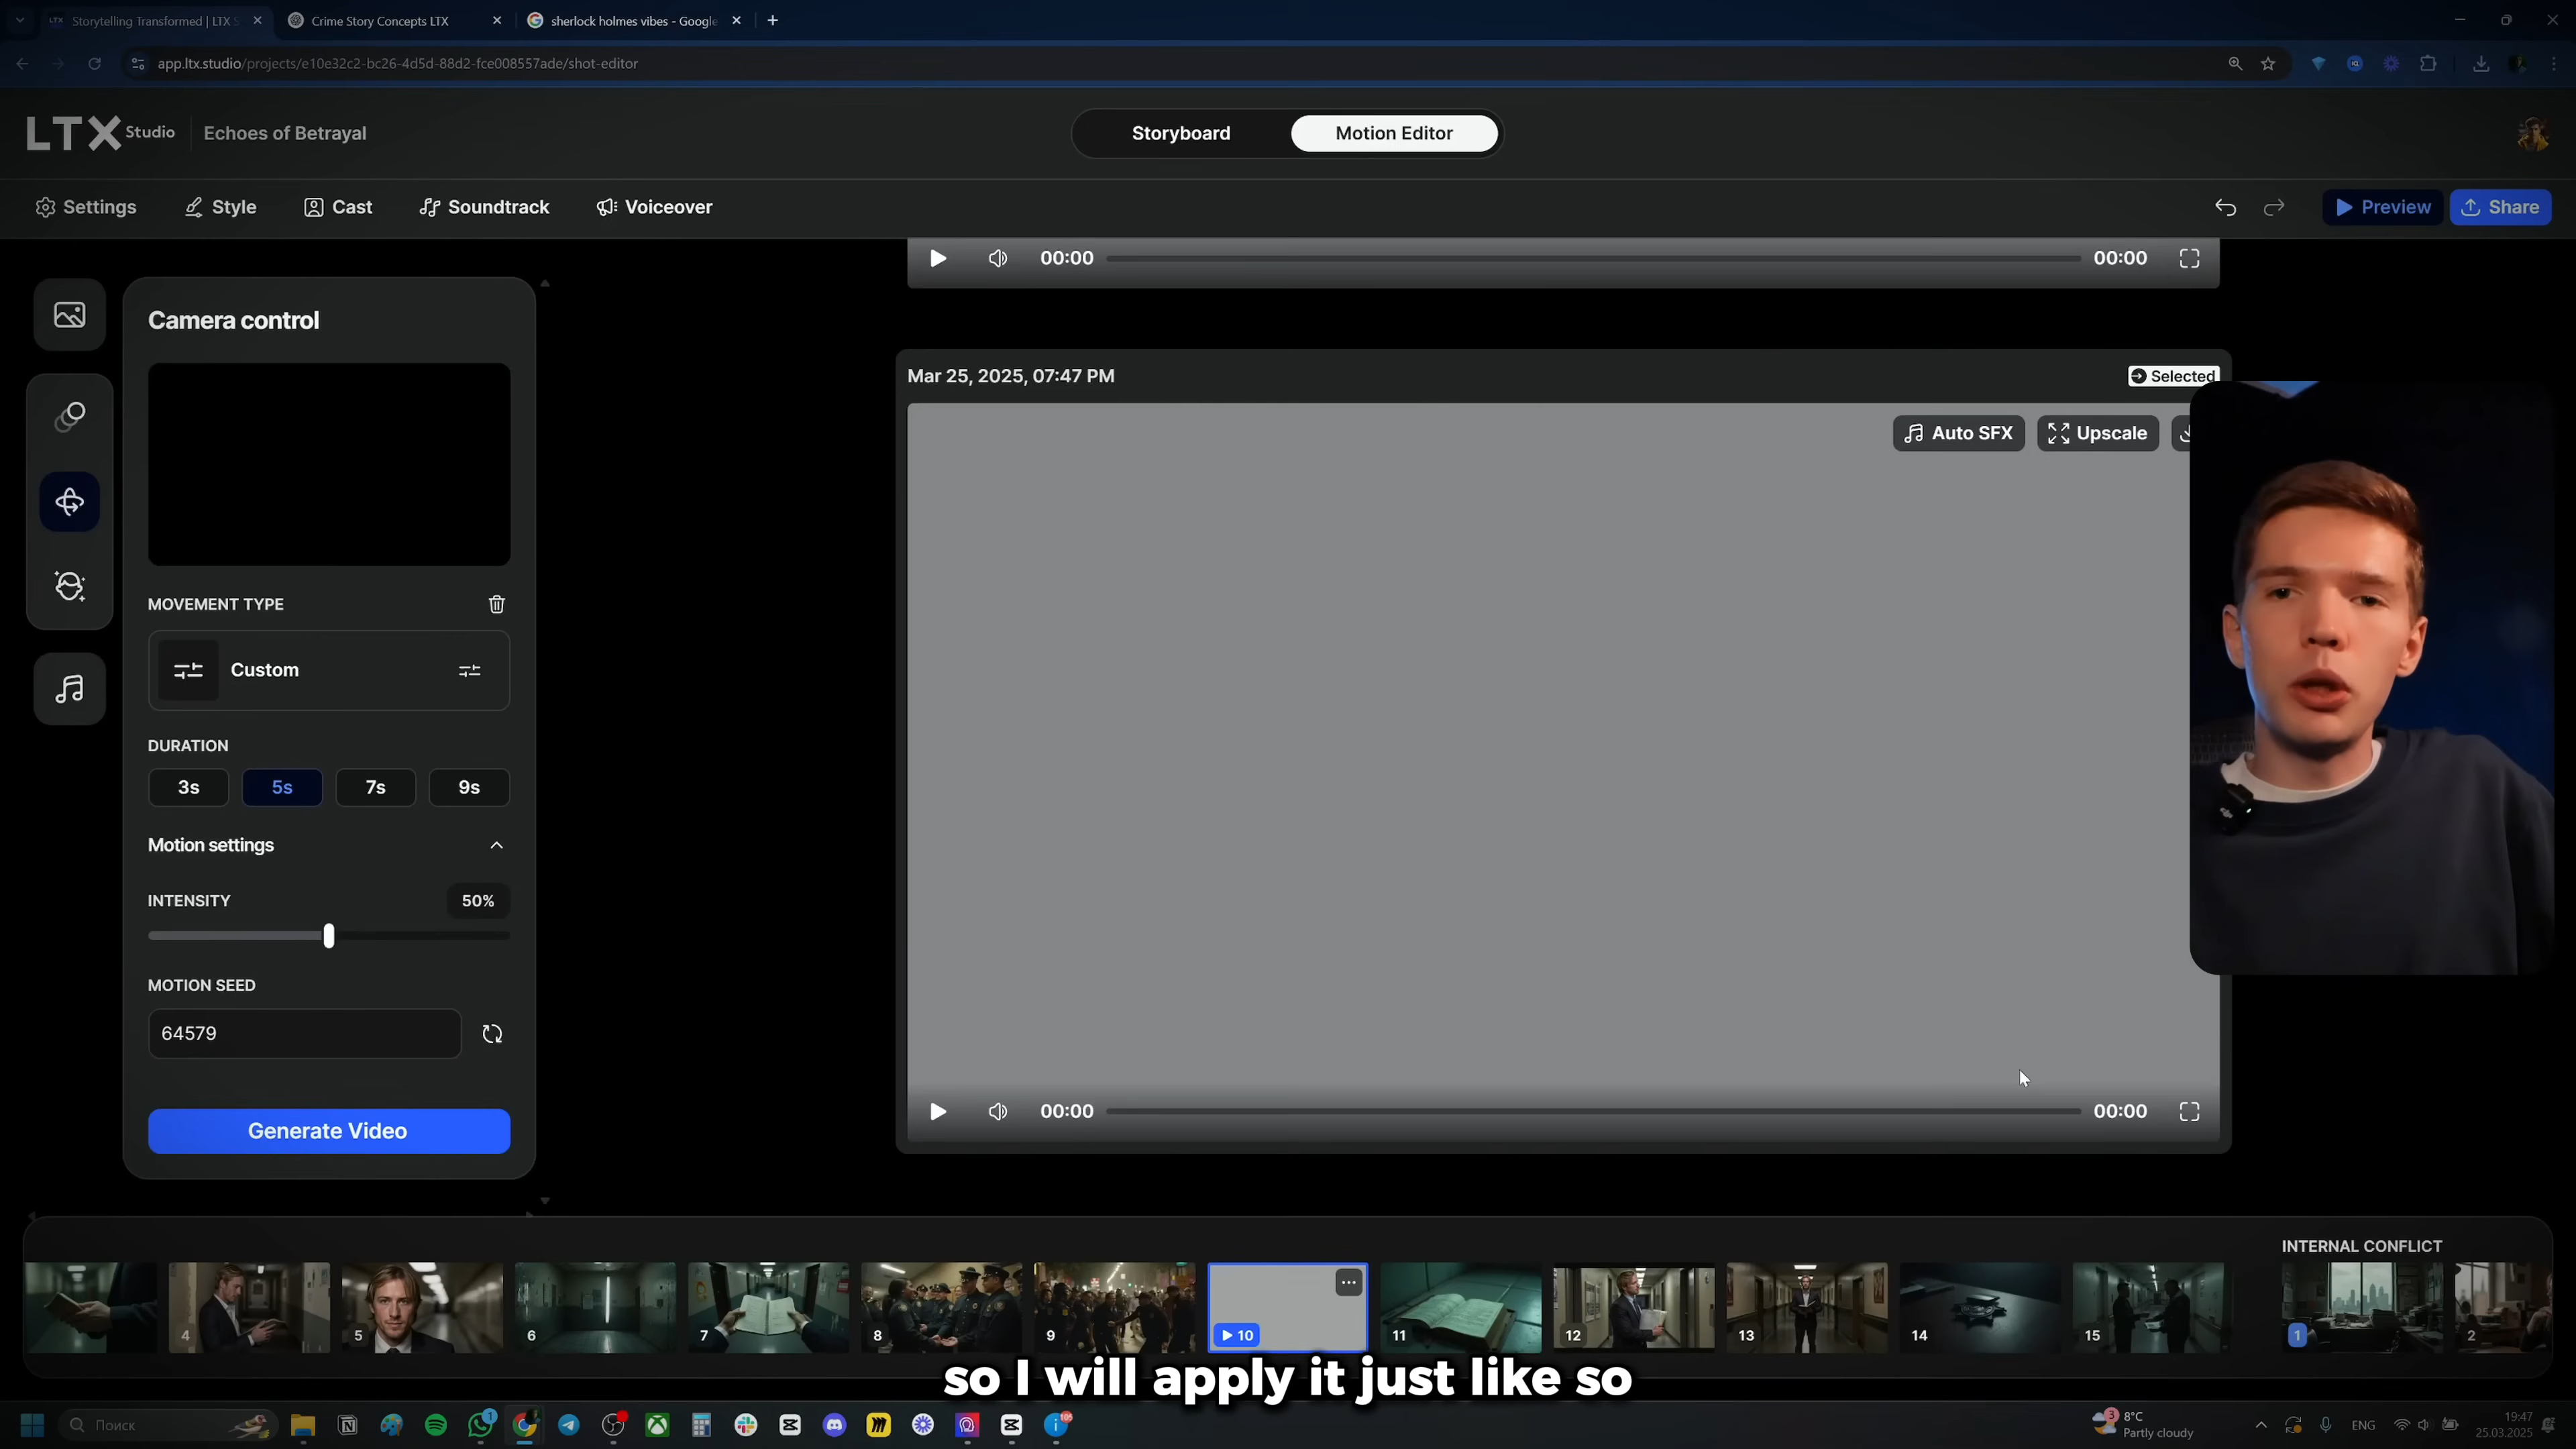 Storytelling Transformed | LTX S
Crime Story Concepts LTX
sherlock holmes vibes - Google
app.ltx.studio/projects/e10e32c2-bc26-4d5d-88d2-fce008557ade/shot-editor
LTX Studio
Echoes of Betrayal
Storyboard
Motion Editor
Settings
Style
Cast
Soundtrack
Voiceover
Preview
Share
00:00
00:00
Camera control
Mar 25, 2025, 07:47 PM
Selected
Auto SFX
Upscale
MOVEMENT TYPE
Custom
DURATION
3s
5s
7s
9s
Motion settings
INTENSITY
50%
MOTION SEED
64579
Generate Video
00:00
00:00
INTERNAL CONFLICT
4
5
6
7
8
9
10
11
12
13
14
15
1
2
so I will apply it just like so
Поиск
1
105
3
8°C
Partly cloudy
ENG
19:47
25.03.2025